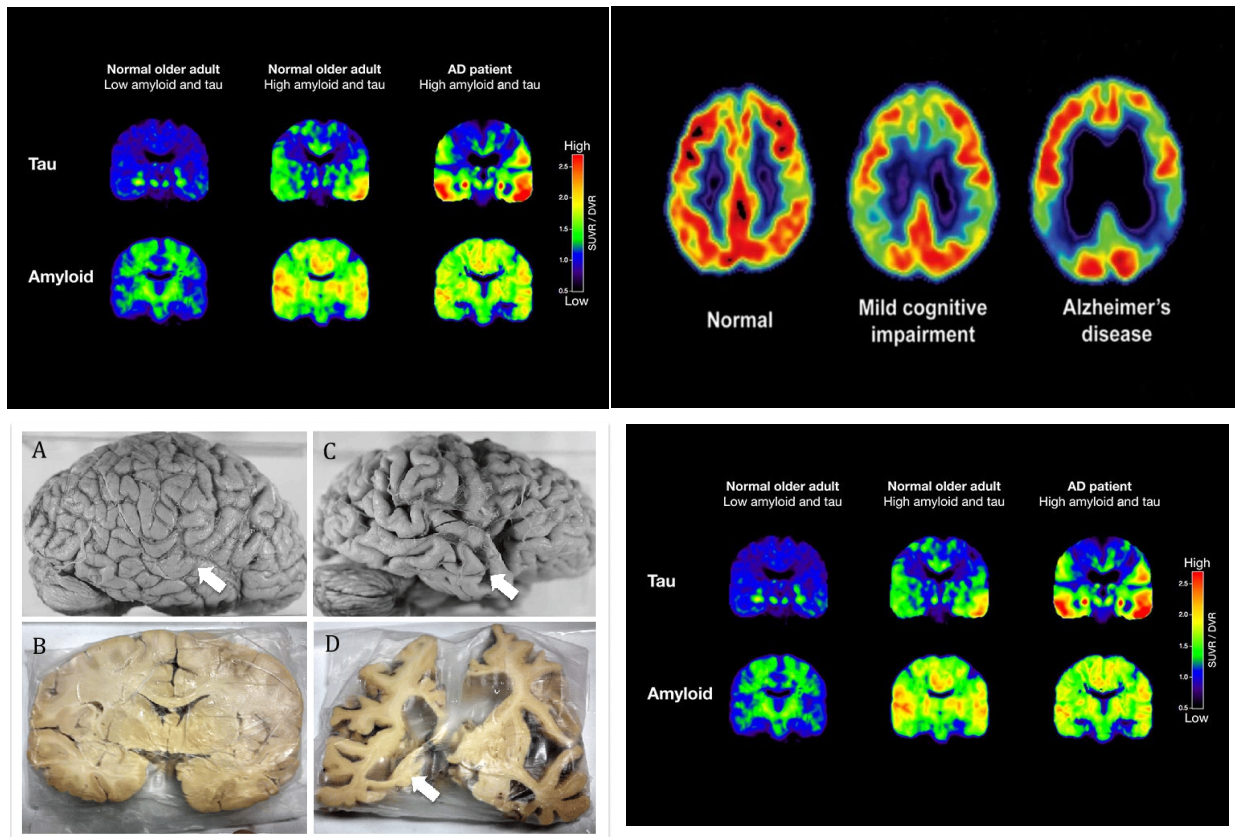 Normal older adult
Low amyloid and tau
Normal older adult
High amyloid and tau
AD patient
High amyloid and tau
Tau
Amyloid
High
2.5
2.0
1.5
1.0
0.5
Low
SUVR / DVR
Normal
Mild cognitive
impairment
Alzheimer's
disease
A
C
B
D
Normal older adult
Low amyloid and tau
Normal older adult
High amyloid and tau
AD patient
High amyloid and tau
Tau
Amyloid
High
2.5
2.0
1.5
1.0
0.5
Low
SUVR / DVR